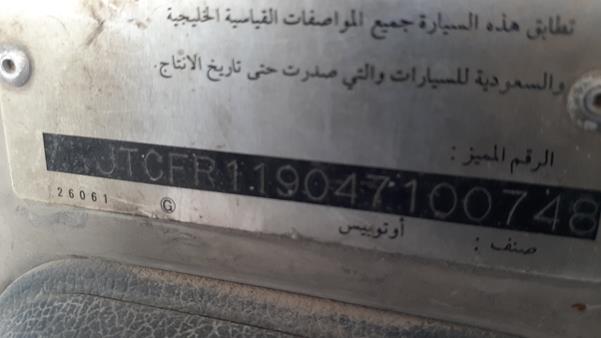 تطابق هذه السيارة جميع المواصفات القياسية الخليجية
والسعودية للسيارات والتي صدرت حتى تاريخ الانتاج.
الرقم المميز :
JTCFR119047100748
26061 G
صنف : أوتوبيس